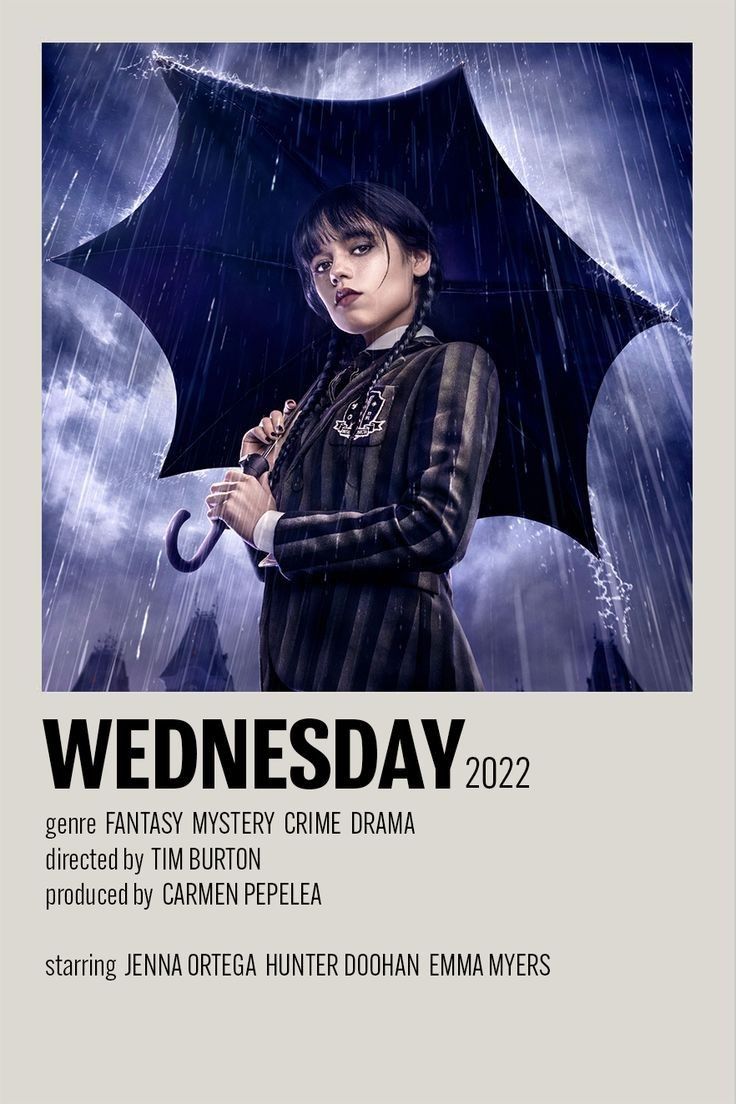 WEDNESDAY 2022
genre FANTASY MYSTERY CRIME DRAMA
directed by TIM BURTON
produced by CARMEN PEPELEA
starring JENNA ORTEGA HUNTER DOOHAN EMMA MYERS